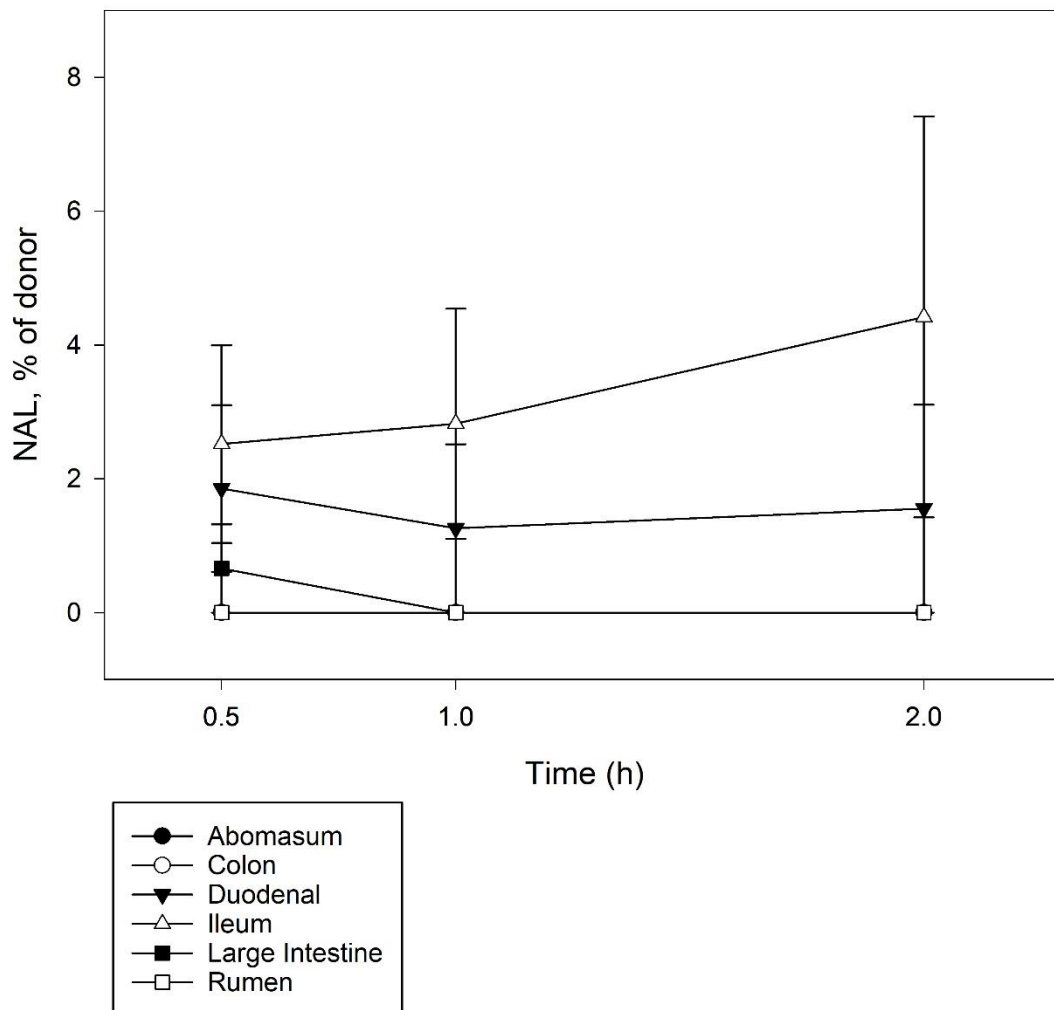 8
6
4
2
0
NAL, % of donor
0.5 1.0 2.0
Time (h)
Abomasum
Colon
Duodenal
Ileum
Large Intestine
Rumen